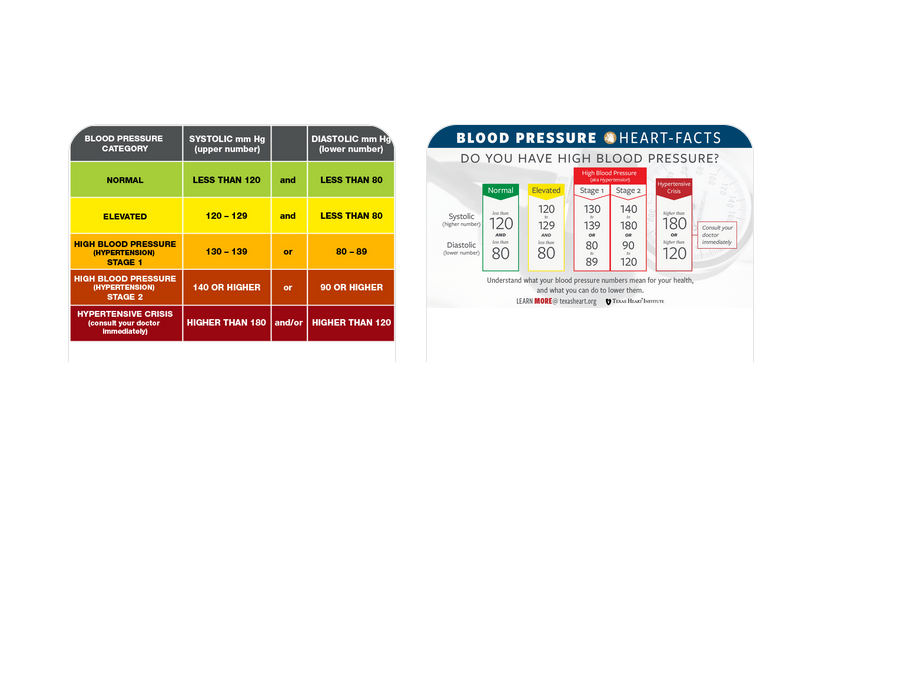 BLOOD PRESSURE
CATEGORY
SYSTOLIC mm Hg
(upper number)
DIASTOLIC mm Hg
(lower number)
NORMAL
LESS THAN 120
and
LESS THAN 80
ELEVATED
120 – 129
and
LESS THAN 80
HIGH BLOOD PRESSURE
(HYPERTENSION)
STAGE 1
130 – 139
or
80 – 89
HIGH BLOOD PRESSURE
(HYPERTENSION)
STAGE 2
140 OR HIGHER
or
90 OR HIGHER
HYPERTENSIVE CRISIS
(consult your doctor
immediately)
HIGHER THAN 180
and/or
HIGHER THAN 120
BLOOD PRESSURE HEART-FACTS
DO YOU HAVE HIGH BLOOD PRESSURE?
Systolic
(higher number)
Diastolic
(lower number)
Normal
less than
120
AND
less than
80
Elevated
120
to
129
AND
less than
80
High Blood Pressure
(aka Hypertension)
Stage 1
130
to
139
OR
80
to
89
Stage 2
140
to
180
OR
90
to
120
Hypertensive
Crisis
higher than
180
OR
higher than
120
Consult your
doctor
immediately
Understand what your blood pressure numbers mean for your health,
and what you can do to lower them.
LEARN MORE @ texasheart.org
TEXAS HEART INSTITUTE